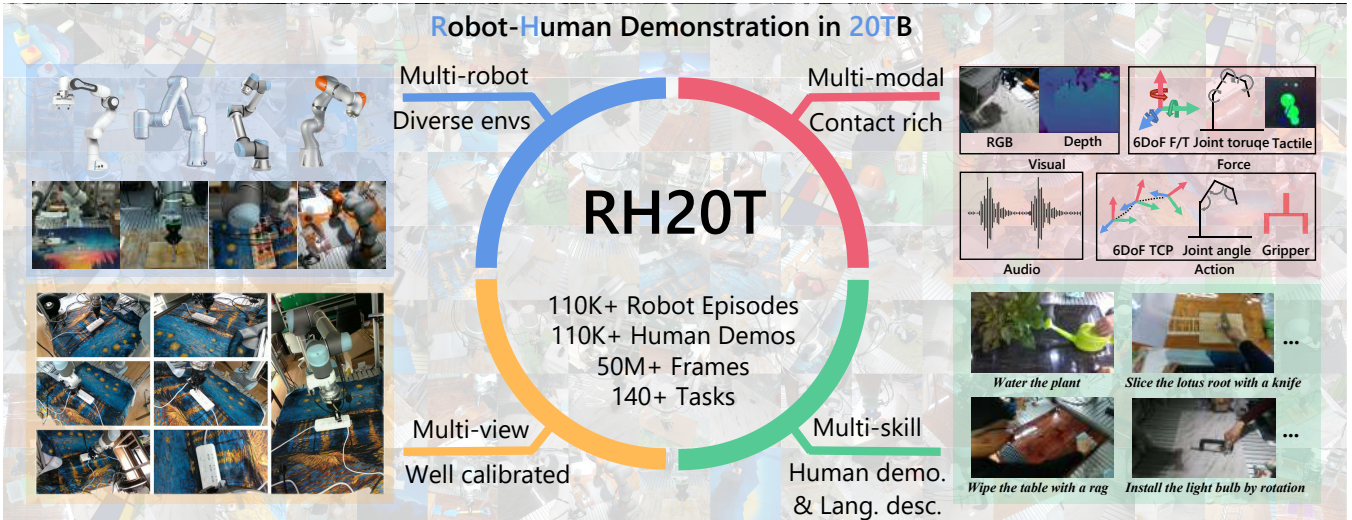 Robot-Human Demonstration in 20TB
Multi-robot
Diverse envs
Multi-modal
Contact rich
RGB
Depth
Visual
6DoF F/T
Joint toruqe
Tactile
Force
Audio
6DoF TCP
Joint angle
Gripper
Action
RH20T
110K+ Robot Episodes
110K+ Human Demos
50M+ Frames
140+ Tasks
Multi-view
Well calibrated
Multi-skill
Human demo.
& Lang. desc.
Water the plant
Slice the lotus root with a knife
...
Wipe the table with a rag
Install the light bulb by rotation
...